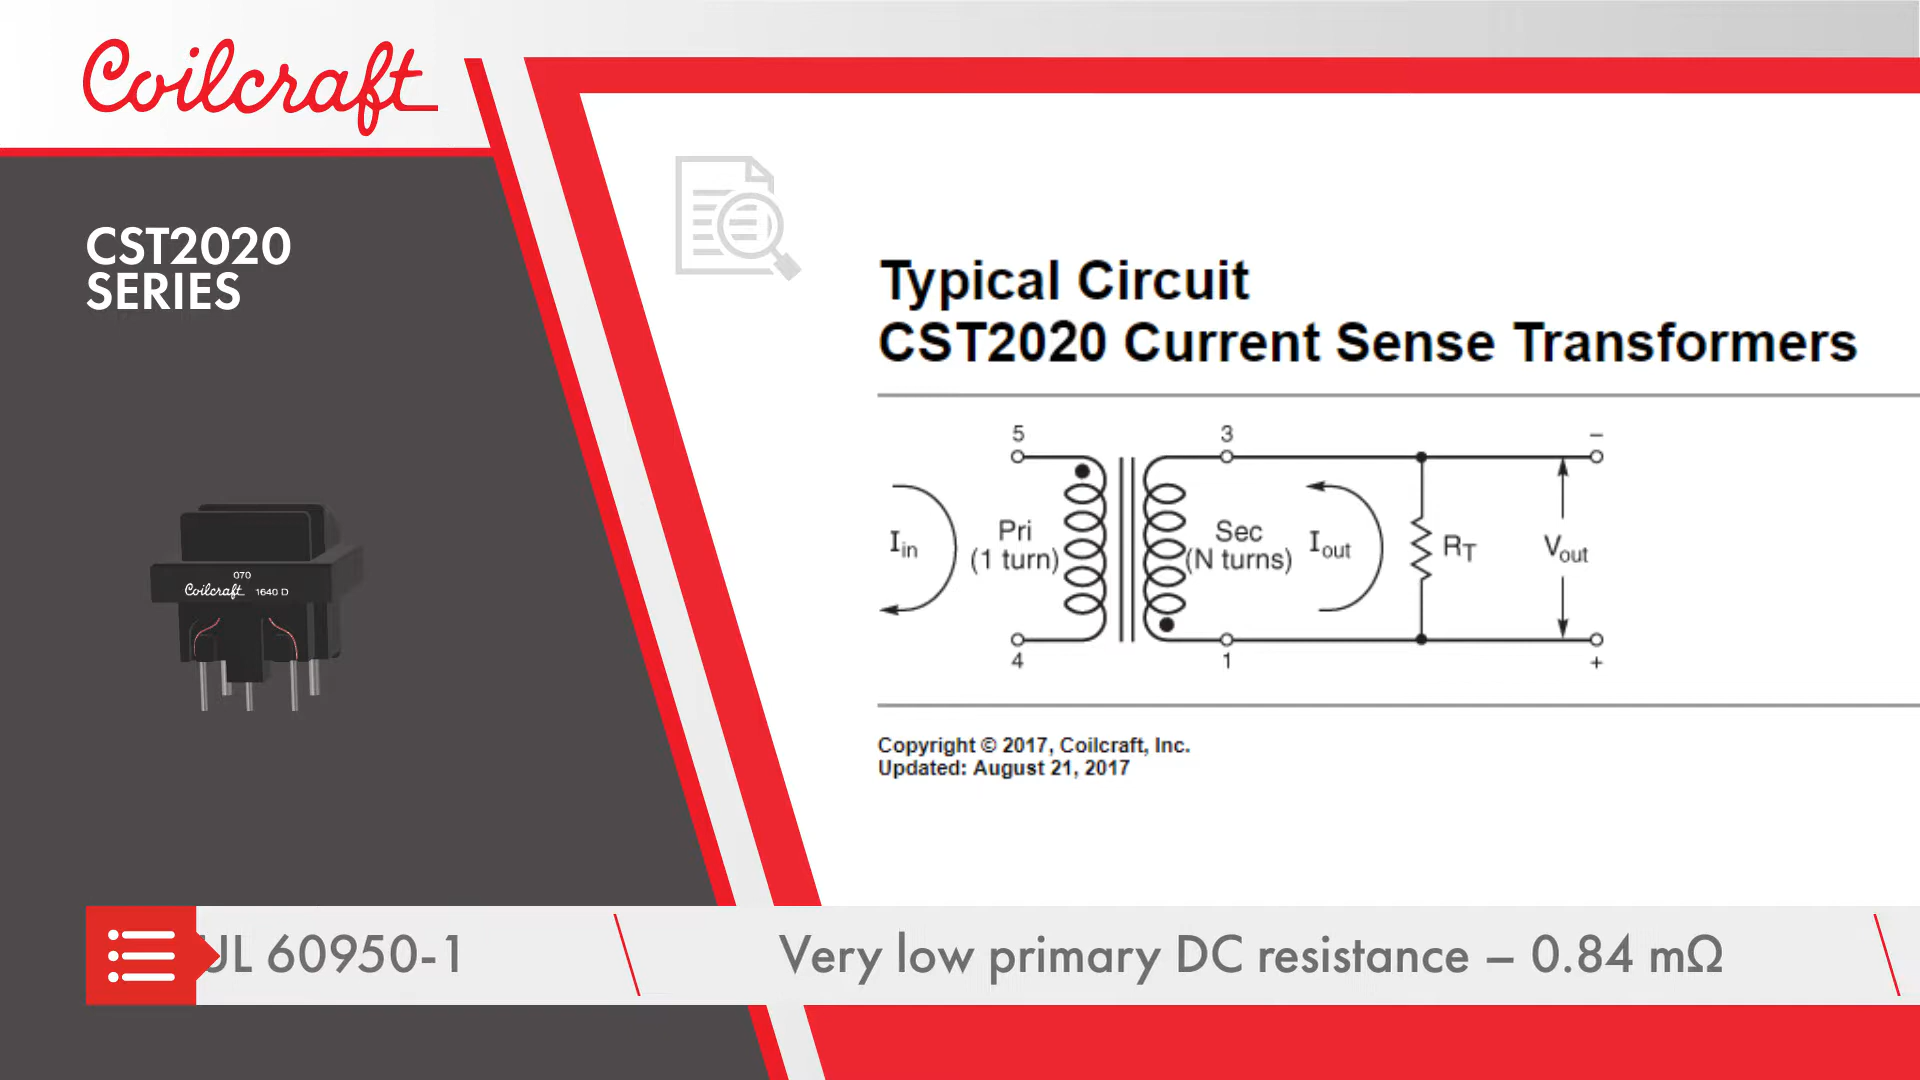 Coilcraft
CST2020
SERIES
070
Coilcraft 1640 D
Typical Circuit
CST2020 Current Sense Transformers
5
3
–
Iin
Pri
(1 turn)
Sec
(N turns)
Iout
RT
Vout
4
1
+
Copyright © 2017, Coilcraft, Inc.
Updated: August 21, 2017
UL 60950-1
Very low primary DC resistance – 0.84 mΩ